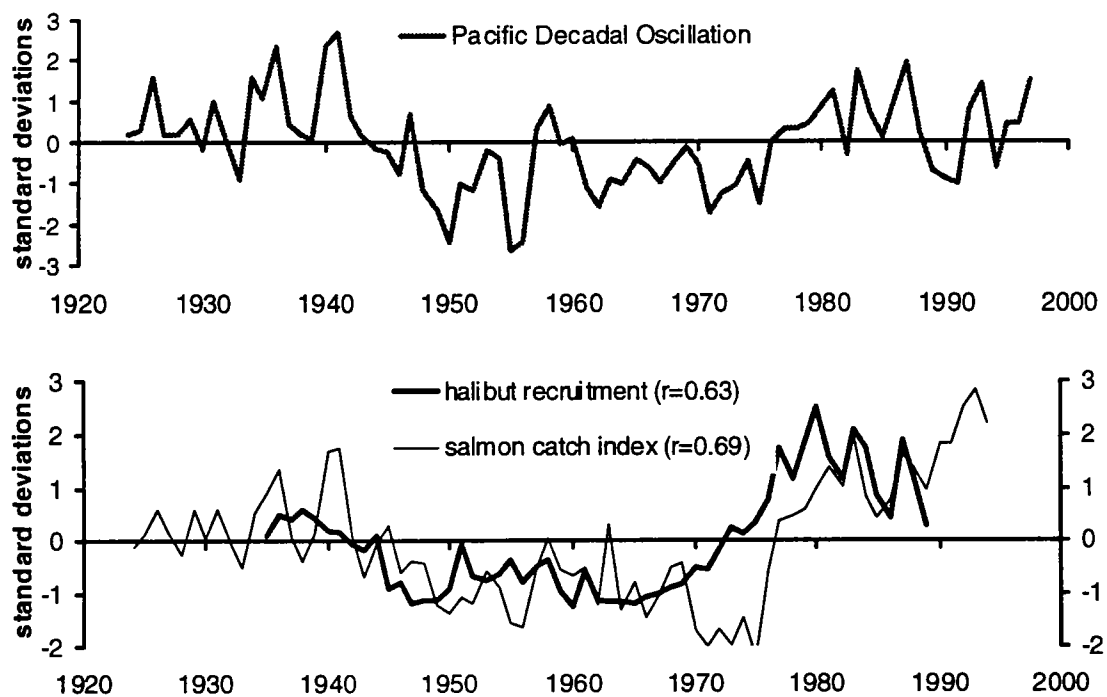 Pacific Decadal Oscillation
standard deviations
3
2
1
0
-1
-2
-3
1920 1930 1940 1950 1960 1970 1980 1990 2000
halibut recruitment (r=0.63)
salmon catch index (r=0.69)
standard deviations
3
2
1
0
-1
-2
3
2
1
0
-1
-2
1920 1930 1940 1950 1960 1970 1980 1990 2000